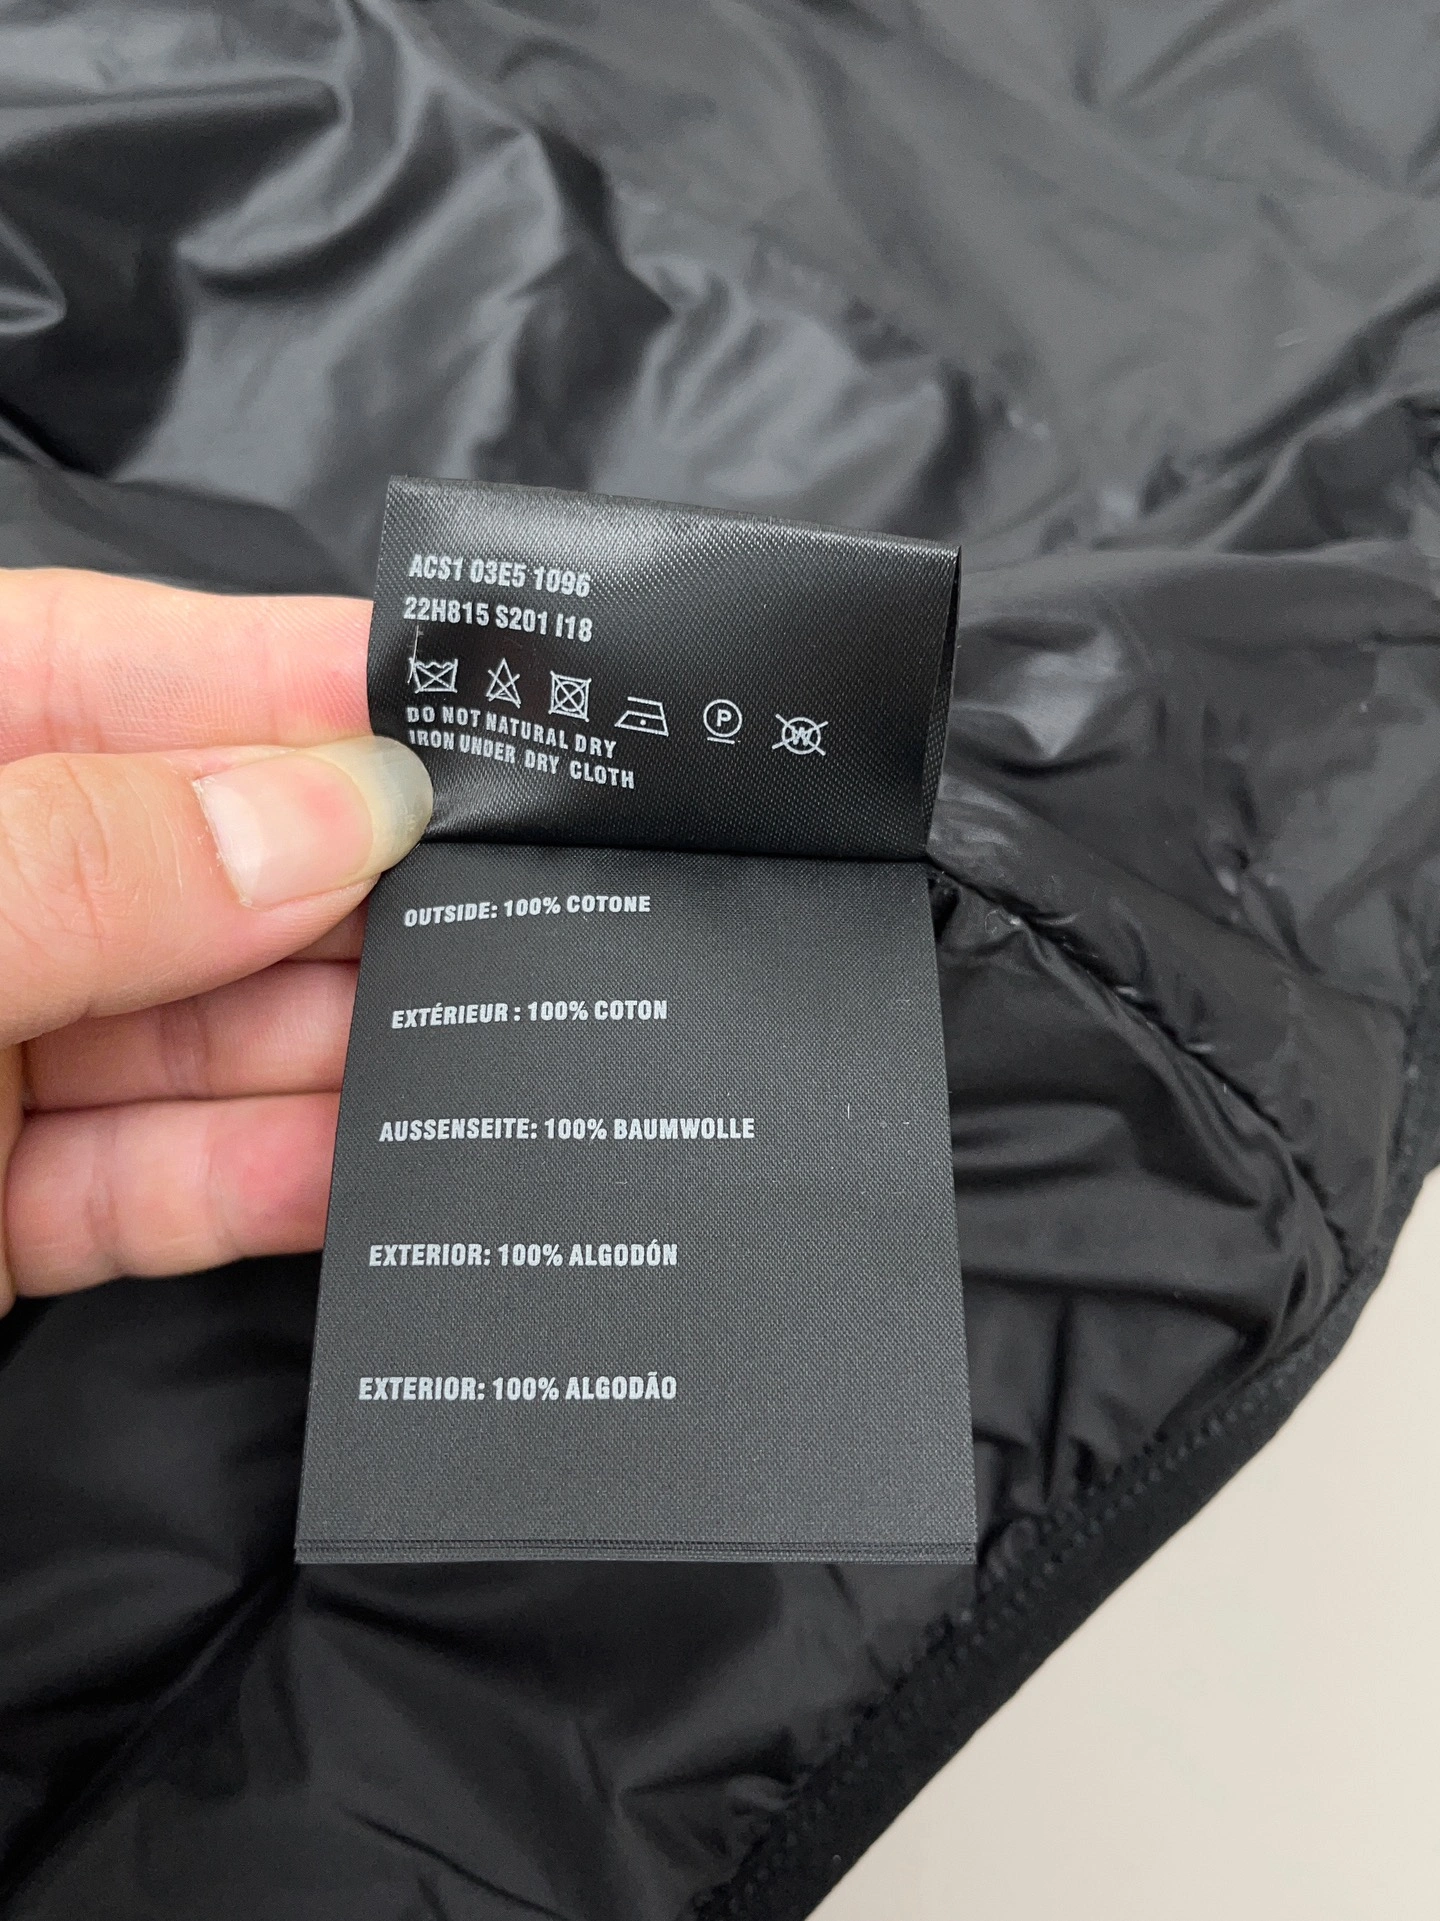 ACS1 03E5 1096
22H815 S201 I18
P W
DO NOT NATURAL DRY
IRON UNDER DRY CLOTH
OUTSIDE: 100% COTONE
EXTÉRIEUR : 100% COTON
AUSSENSEITE: 100% BAUMWOLLE
EXTERIOR: 100% ALGODÓN
EXTERIOR: 100% ALGODÃO